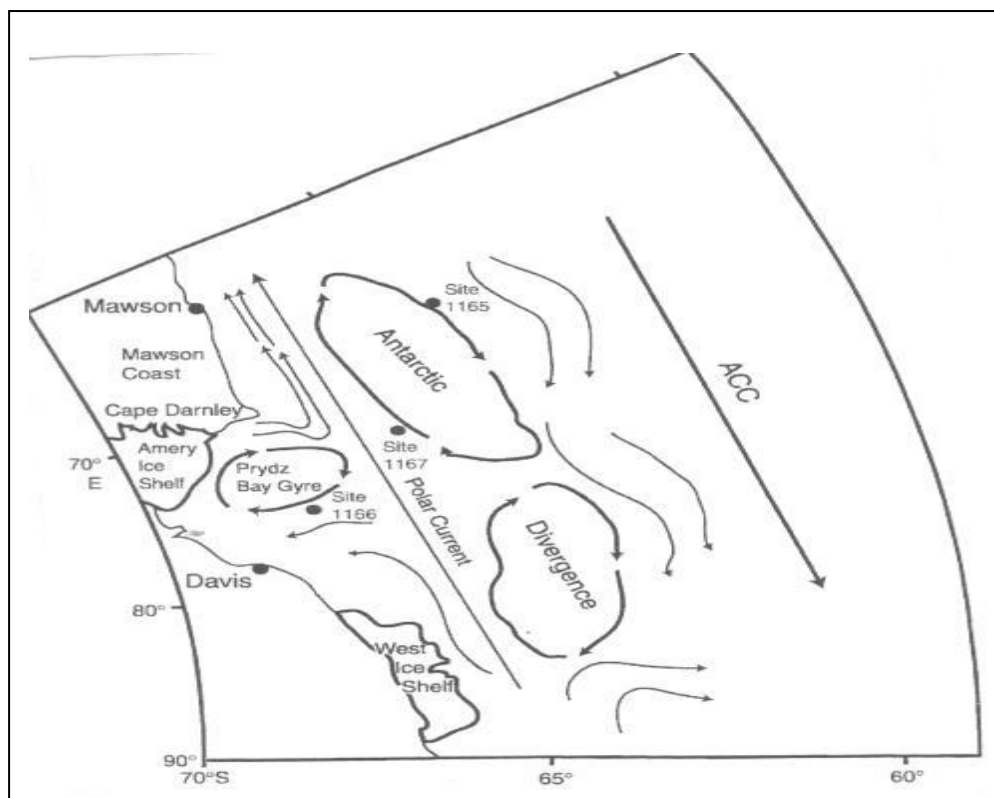 Mawson
Mawson
Coast
Cape Darnley
Amery
Ice
Shelf
70°
E
Prydz
Bay Gyre
Site
1166
Site
1165
Antarctic
Site
1167
Polar Current
ACC
Divergence
Davis
80°
West
Ice
Shelf
90°
70°S
65°
60°